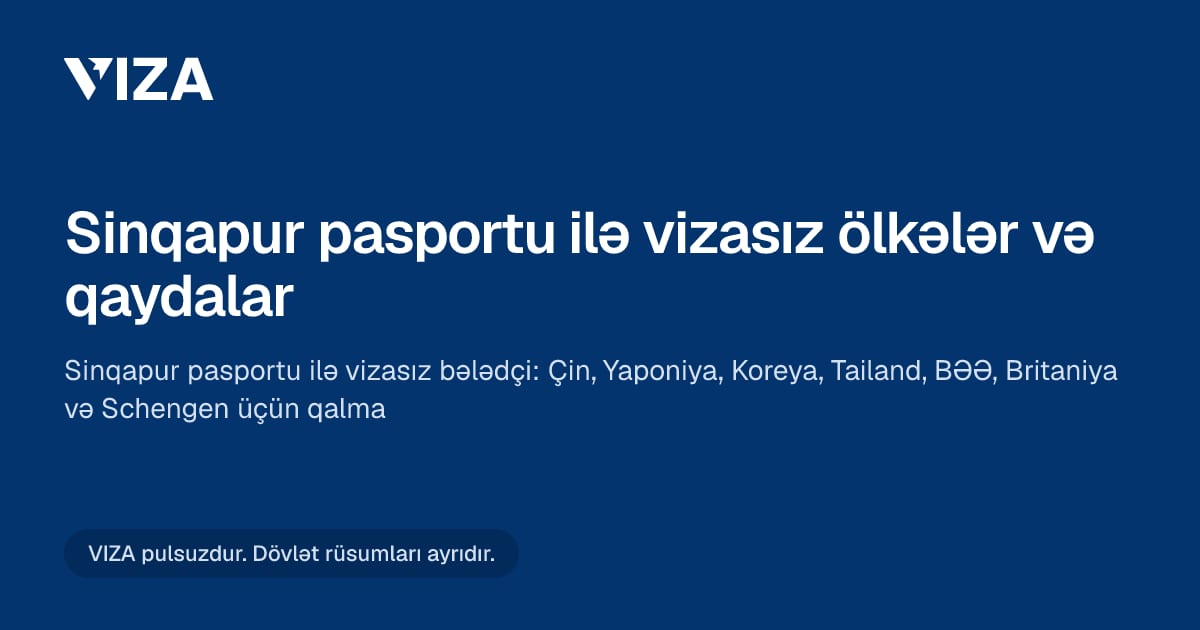 VIZA
Sinqapur pasportu ilə vizasız ölkələr və
qaydalar
Sinqapur pasportu ilə vizasız bələdçi: Çin, Yaponiya, Koreya, Tailand, BƏƏ, Britaniya
və Schengen üçün qalma
VIZA pulsuzdur. Dövlət rüsumları ayrıdır.